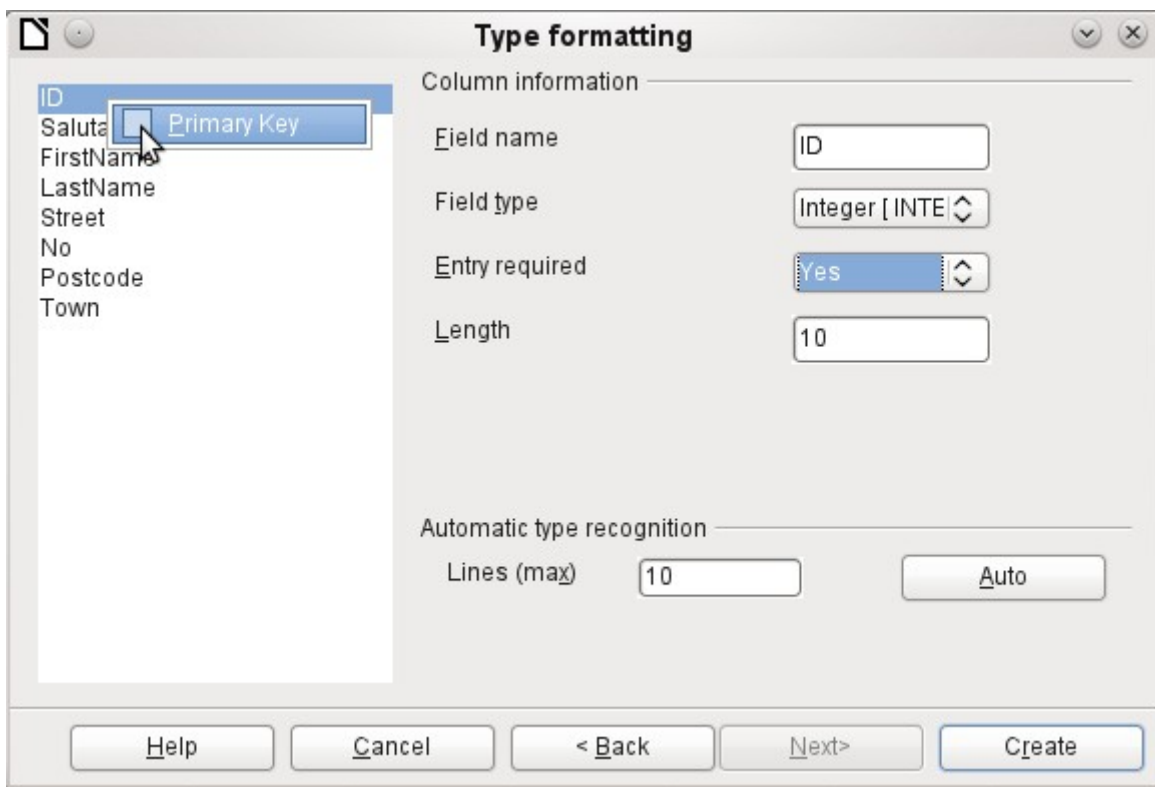 Type formatting
ID
Primary Key
FirstName
LastName
Street
No
Postcode
Town
Column information
Field name
ID
Field type
Integer [ INTE
Entry required
Yes
Length
10
Automatic type recognition
Lines (max)
10
Auto
Help
Cancel
< Back
Next>
Create